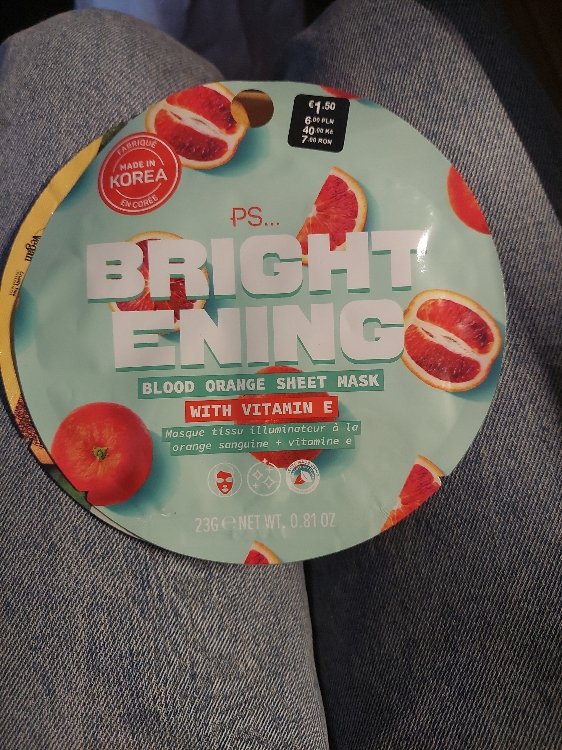 €1.50
6.00 PLN
40.00 Kč
7.00 RON
FABRIQUÉ
MADE IN
KOREA
EN CORÉE
PS...
BRIGHT
ENING
BLOOD ORANGE SHEET MASK
WITH VITAMIN E
Masque tissu illuminateur à la
orange sanguine + vitamine e
23G ℮ NET WT. 0.81 OZ